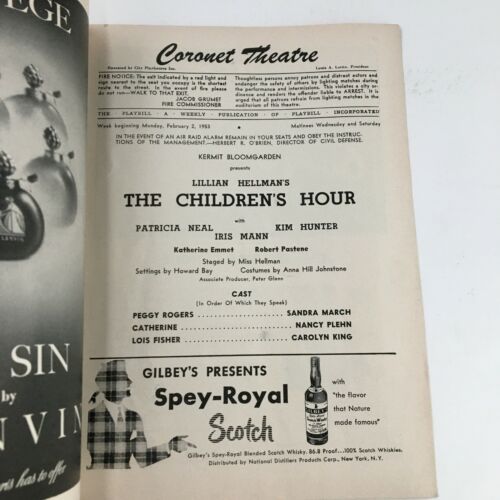 EGE
LANVIN
SIN
by
N VIN
ris has to offer
Coronet Theatre
Operated by City Playhouses Inc.
Louis A. Lotito, President
FIRE NOTICE: The exit indicated by a red light and
sign nearest to the seat you occupy is the shortest
route to the street. In the event of fire please
do not run—WALK TO THAT EXIT.
JACOB GRUMET
FIRE COMMISSIONER
Thoughtless persons annoy patrons and distract actors and
endanger the safety of others by lighting matches
during the performance and intermissions. This violates a city or-
dinance and renders the offender liable to ARREST. It is
urged that all patrons refrain from lighting matches in the
auditorium of this theatre.
THE PLAYBILL A WEEKLY PUBLICATION OF PLAYBILL INCORPORATED
Week beginning Monday, February 2, 1953
Matinees Wednesday and Saturday
IN THE EVENT OF AN AIR RAID ALARM REMAIN IN YOUR SEATS AND OBEY THE INSTRUC-
TIONS OF THE MANAGEMENT.—HERBERT R. O'BRIEN, DIRECTOR OF CIVIL DEFENSE.
KERMIT BLOOMGARDEN
presents
LILLIAN HELLMAN'S
THE CHILDREN'S HOUR
with
PATRICIA NEAL KIM HUNTER
IRIS MANN
Katherine Emmet Robert Pastene
Staged by Miss Hellman
Settings by Howard Bay Costumes by Anna Hill Johnstone
Associate Producer, Peter Glenn
CAST
(In Order Of Which They Speak)
PEGGY ROGERS SANDRA MARCH
CATHERINE NANCY PLEHN
LOIS FISHER CAROLYN KING
GILBEY'S PRESENTS
Spey-Royal
Scotch
with
"the flavor
that Nature
made famous"
Gilbey's Spey-Royal Blended Scotch Whisky. 86.8 Proof...100% Scotch Whiskies.
Distributed by National Distillers Products Corp., New York, N.Y.